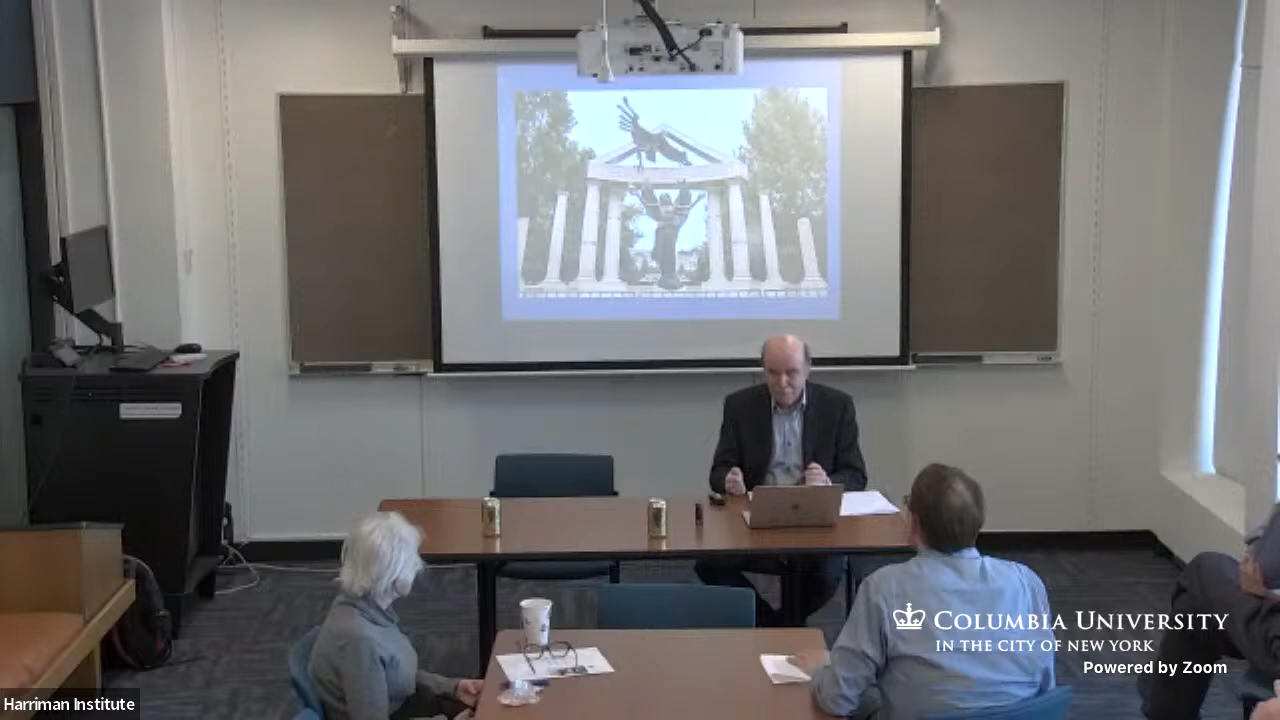 COLUMBIA UNIVERSITY
IN THE CITY OF NEW YORK
Powered by Zoom
Harriman Institute